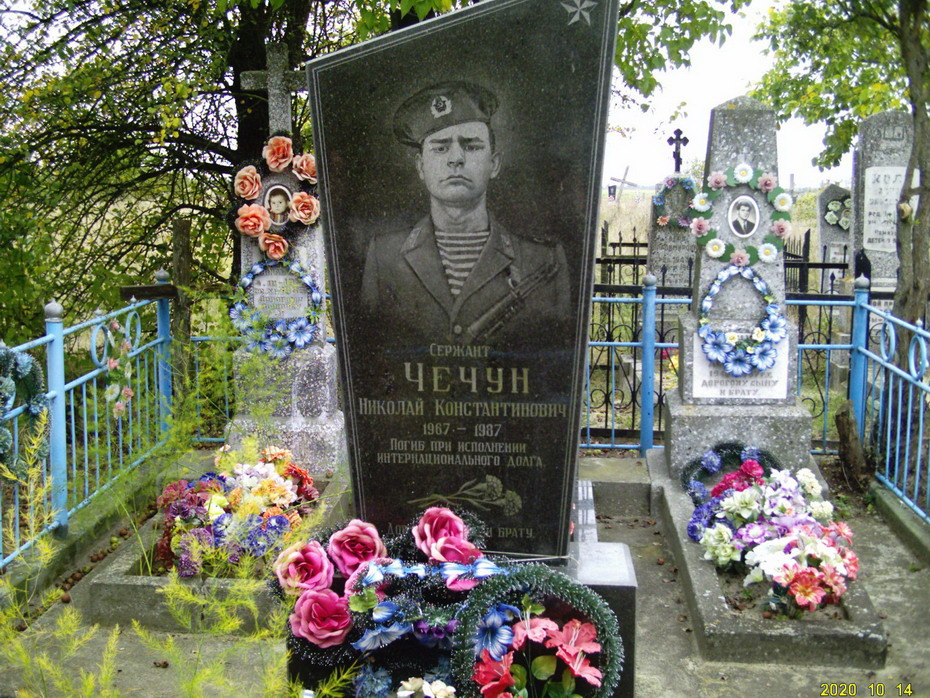 Сержант
ЧЕЧУН
Николай Константинович
1967 - 1987
Погиб при исполнении
интернационального долга.
брату.
дорогому сыну
и брату.
2020 10 14